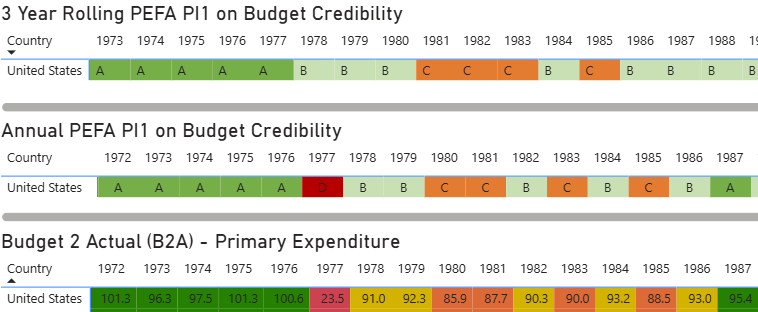 3 Year Rolling PEFA PI1 on Budget Credibility
Country 1973 1974 1975 1976 1977 1978 1979 1980 1981 1982 1983 1984 1985 1986 1987 1988 19
United States A A A A A B B B C C C B C B B B B
Annual PEFA PI1 on Budget Credibility
Country 1972 1973 1974 1975 1976 1977 1978 1979 1980 1981 1982 1983 1984 1985 1986 1987
United States A A A A A D B B C C B C B C B A
Budget 2 Actual (B2A) - Primary Expenditure
Country 1972 1973 1974 1975 1976 1977 1978 1979 1980 1981 1982 1983 1984 1985 1986 1987
United States 101.3 96.3 97.5 101.3 100.6 23.5 91.0 92.3 85.9 87.7 90.3 90.0 93.2 88.5 93.0 95.4